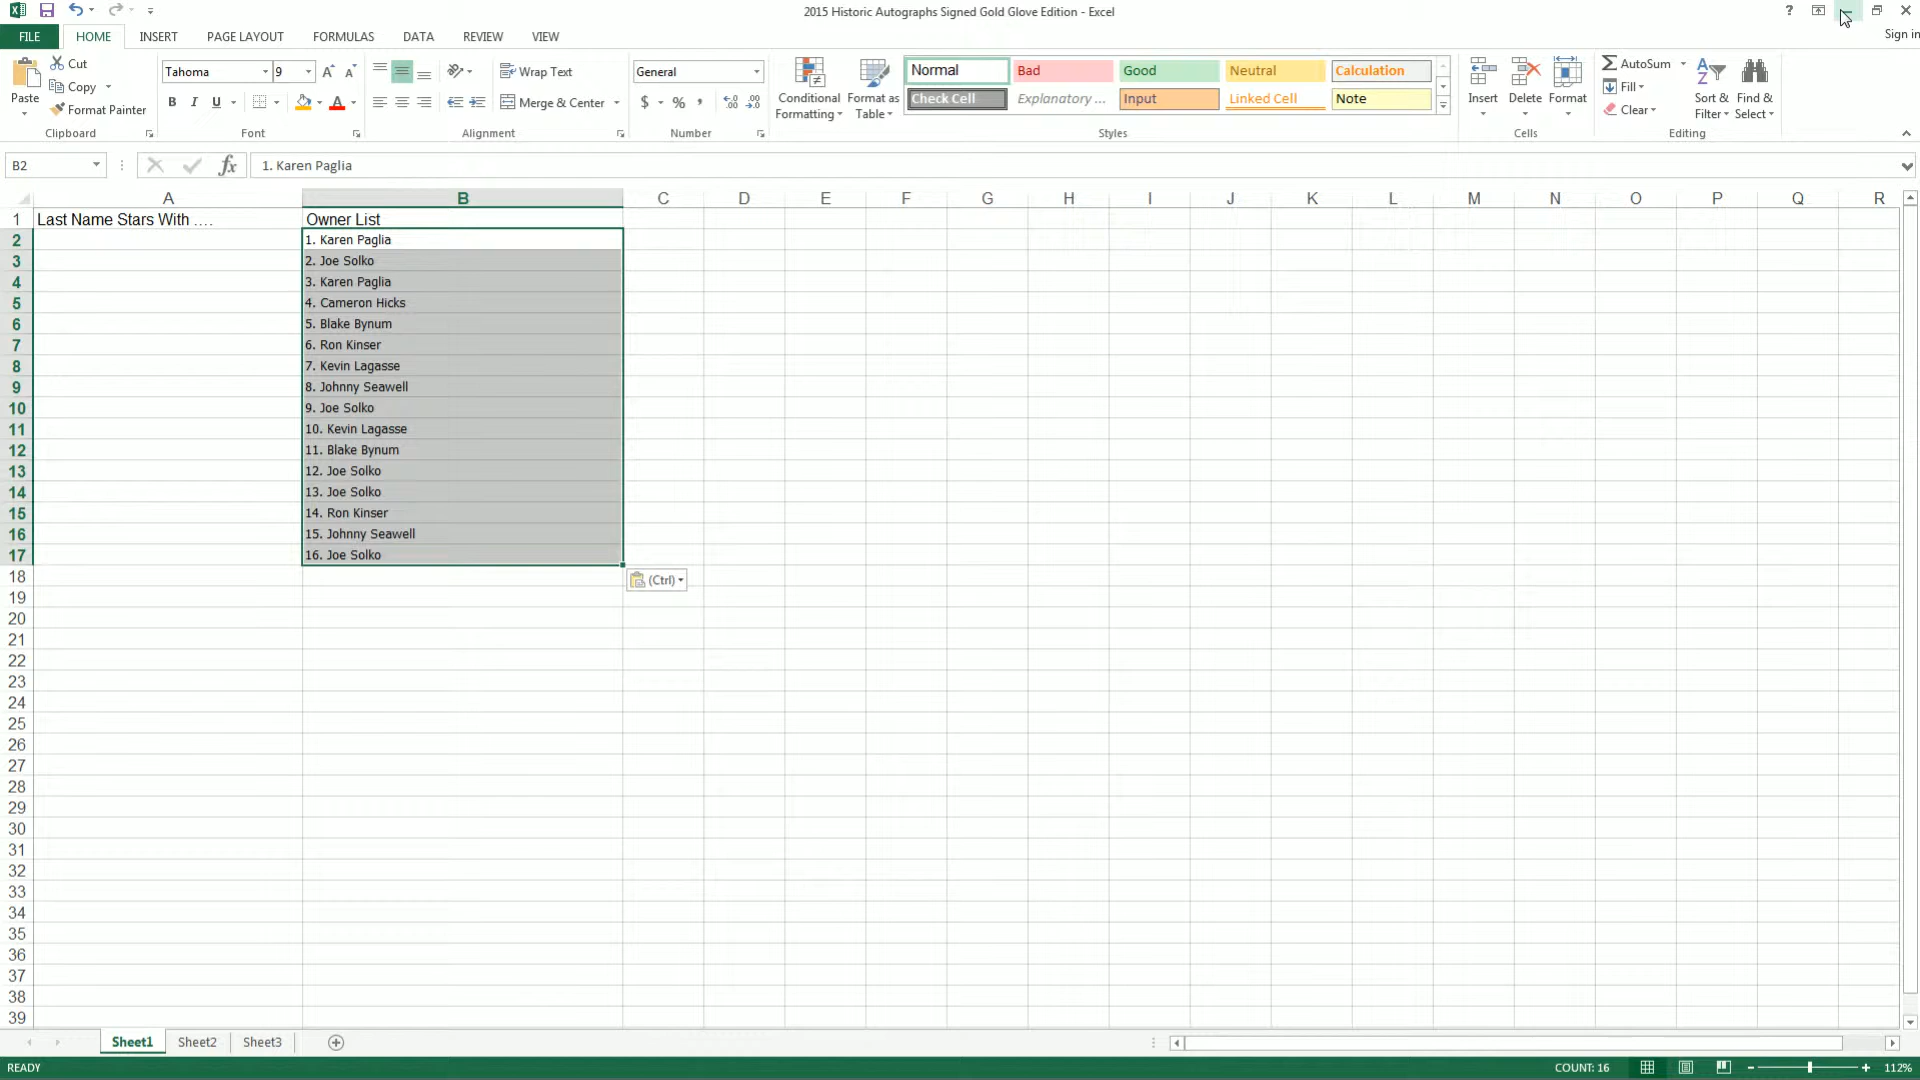 2015 Historic Autographs Signed Gold Glove Edition - Excel
?
Sign in
FILE HOME INSERT PAGE LAYOUT FORMULAS DATA REVIEW VIEW
Paste
Cut
Copy
Format Painter
Clipboard
Tahoma 9
B I U
Font
Wrap Text
Merge & Center
Alignment
General
$ % ,
Number
Conditional Formatting
Format as Table
Normal Bad Good Neutral Calculation
Check Cell Explanatory ... Input Linked Cell Note
Styles
Insert Delete Format
Cells
AutoSum
Fill
Clear
Sort & Filter
Find & Select
Editing
B2 fx 1. Karen Paglia
A B C D E F G H I J K L M N O P Q R
1 Last Name Stars With .... Owner List
2 1. Karen Paglia
3 2. Joe Solko
4 3. Karen Paglia
5 4. Cameron Hicks
6 5. Blake Bynum
7 6. Ron Kinser
8 7. Kevin Lagasse
9 8. Johnny Seawell
10 9. Joe Solko
11 10. Kevin Lagasse
12 11. Blake Bynum
13 12. Joe Solko
14 13. Joe Solko
15 14. Ron Kinser
16 15. Johnny Seawell
17 16. Joe Solko
18 (Ctrl)
19
20
21
22
23
24
25
26
27
28
29
30
31
32
33
34
35
36
37
38
39
Sheet1 Sheet2 Sheet3
READY COUNT: 16 112%